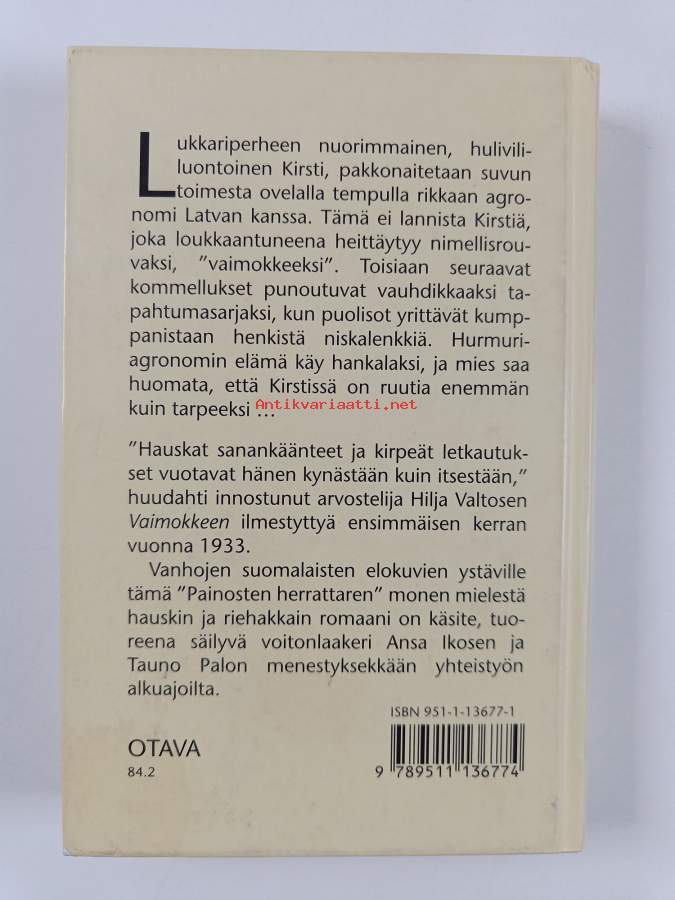 Lukkariperheen nuorimmainen, hulivili-
luontoinen Kirsti, pakkonaitetaan suvun
toimesta ovelalla tempulla rikkaan agro-
nomi Latvan kanssa. Tämä ei lannista Kirstiä,
joka loukkaantuneena heittäytyy nimellisrou-
vaksi, ”vaimokkeeksi”. Toisiaan seuraavat
kommellukset punoutuvat vauhdikkaaksi ta-
pahtumasarjaksi, kun puolisot yrittävät kump-
panistaan henkistä niskalenkkiä. Hurmuri-
agronomin elämä käy hankalaksi, ja mies saa
huomata, että Kirstissä on ruutia enemmän
kuin tarpeeksi ...
Antikvariaatti.net
”Hauskat sanankäänteet ja kirpeät letkautuk-
set vuotavat hänen kynästään kuin itsestään,”
huudahti innostunut arvostelija Hilja Valtosen
Vaimokkeen ilmestyttyä ensimmäisen kerran
vuonna 1933.
Vanhojen suomalaisten elokuvien ystäville
tämä ”Painosten herrattaren” monen mielestä
hauskin ja riehakkain romaani on käsite, tuo-
reena säilyvä voitonlaakeri Ansa Ikosen ja
Tauno Palon menestyksekkään yhteistyön
alkuajoilta.
ISBN 951-1-13677-1
OTAVA
84.2
9 789511 136774